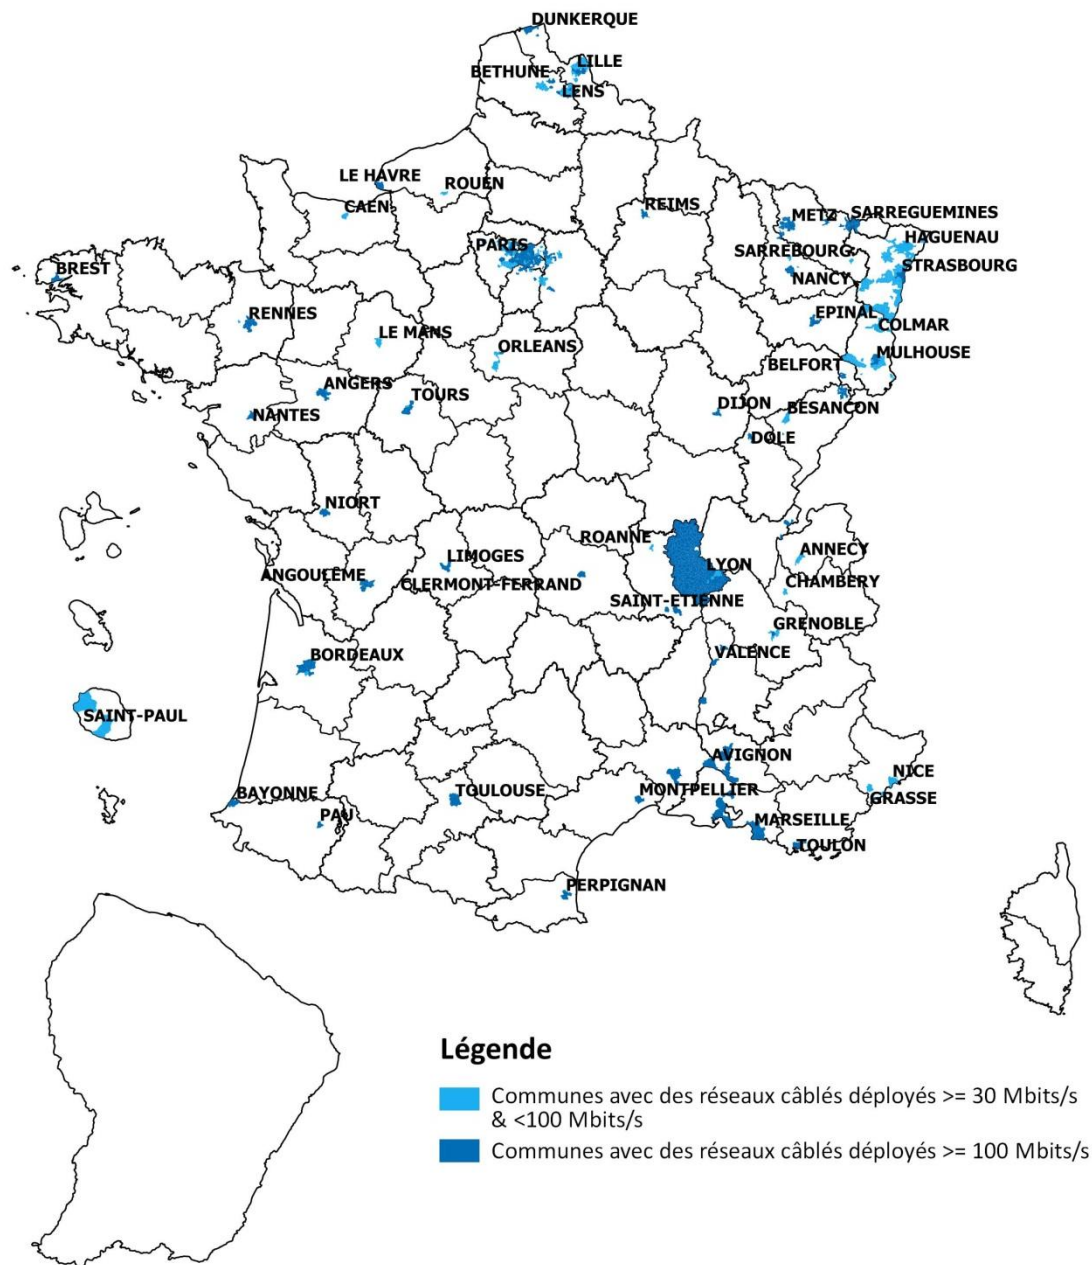 DUNKERQUE
LILLE
BETHUNE
LENS
LE HAVRE
ROUEN
CAEN
REIMS
METZ
SARREGUEMINES
HAGUENAU
PARIS
SARREBOURG
STRASBOURG
NANCY
BREST
RENNES
EPINAL
COLMAR
LE MANS
ORLEANS
MULHOUSE
BELFORT
ANGERS
TOURS
DIJON
BESANCON
NANTES
DOLE
NIORT
ROANNE
LIMOGES
ANNECY
LYON
ANGOULEME
CLERMONT-FERRAND
CHAMBERY
SAINT-ETIENNE
GRENOBLE
BORDEAUX
VALENCE
SAINT-PAUL
AVIGNON
NICE
BAYONNE
TOULOUSE
MONTPELLIER
GRASSE
PAU
MARSEILLE
TOULON
PERPIGNAN
Légende
Communes avec des réseaux câblés déployés >= 30 Mbits/s
& <100 Mbits/s
Communes avec des réseaux câblés déployés >= 100 Mbits/s